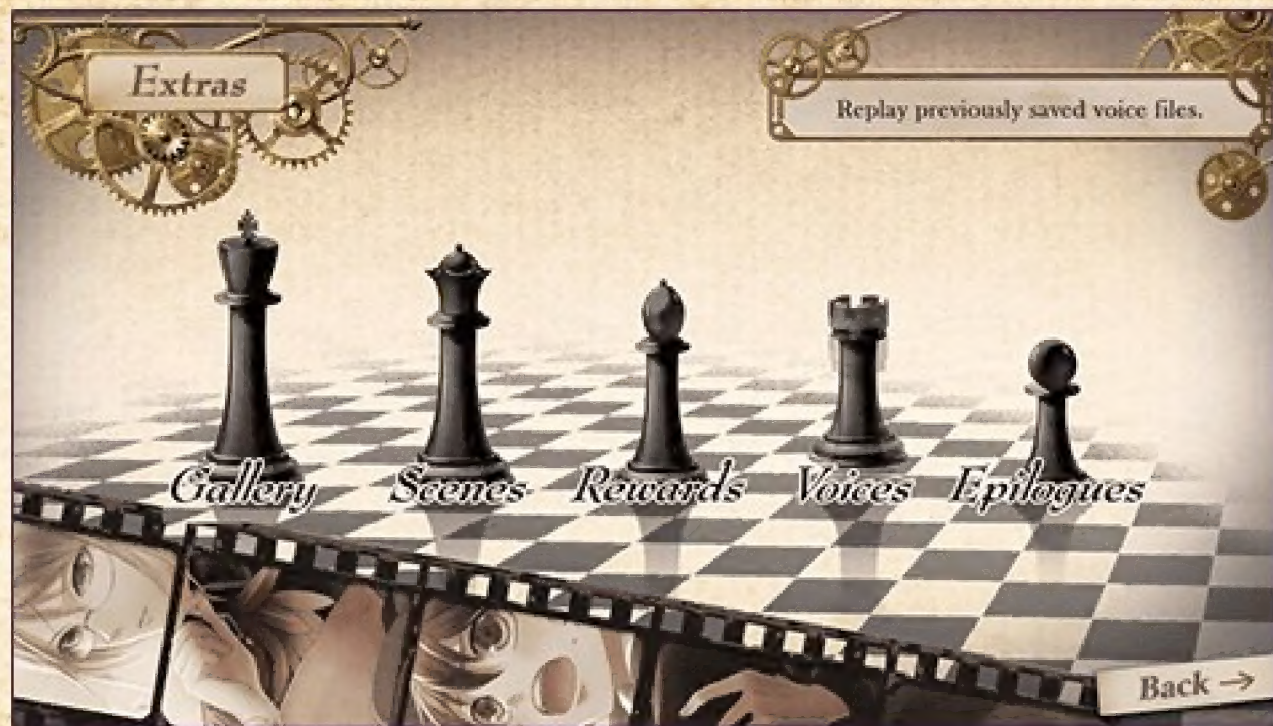 Extras
Replay previously saved voice files.
Gallery Scenes Rewards Voices Epilogues
Back →